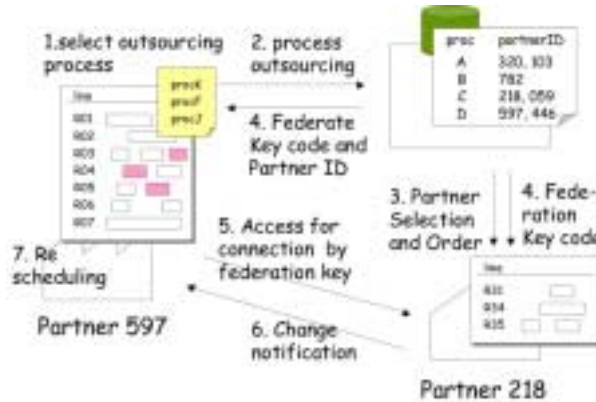 1.select outsourcing
process
2. process
outsourcing
proc partnerID
A 320, 103
B 782
C 218, 059
D 597, 446
procE
procF
procJ
R01
R02
R03
R04
R05
R06
R07
4. Federate
Key code and
Partner ID
3. Partner
Selection
and Order
4. Fede-
ration
Key code
5. Access for
connection by
federation key
7. Re
scheduling
6. Change
notification
R31
R34
R35
Partner 597
Partner 218